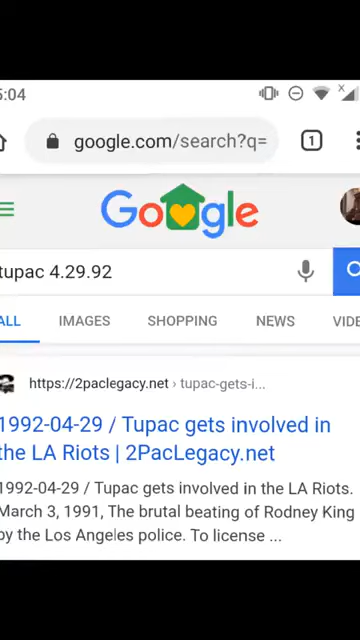 5:04
google.com/search?q=
1
Google
tupac 4.29.92
ALL IMAGES SHOPPING NEWS VIDE
https://2paclegacy.net › tupac-gets-i...
1992-04-29 / Tupac gets involved in
the LA Riots | 2PacLegacy.net
1992-04-29 / Tupac gets involved in the LA Riots.
March 3, 1991, The brutal beating of Rodney King
by the Los Angeles police. To license ...